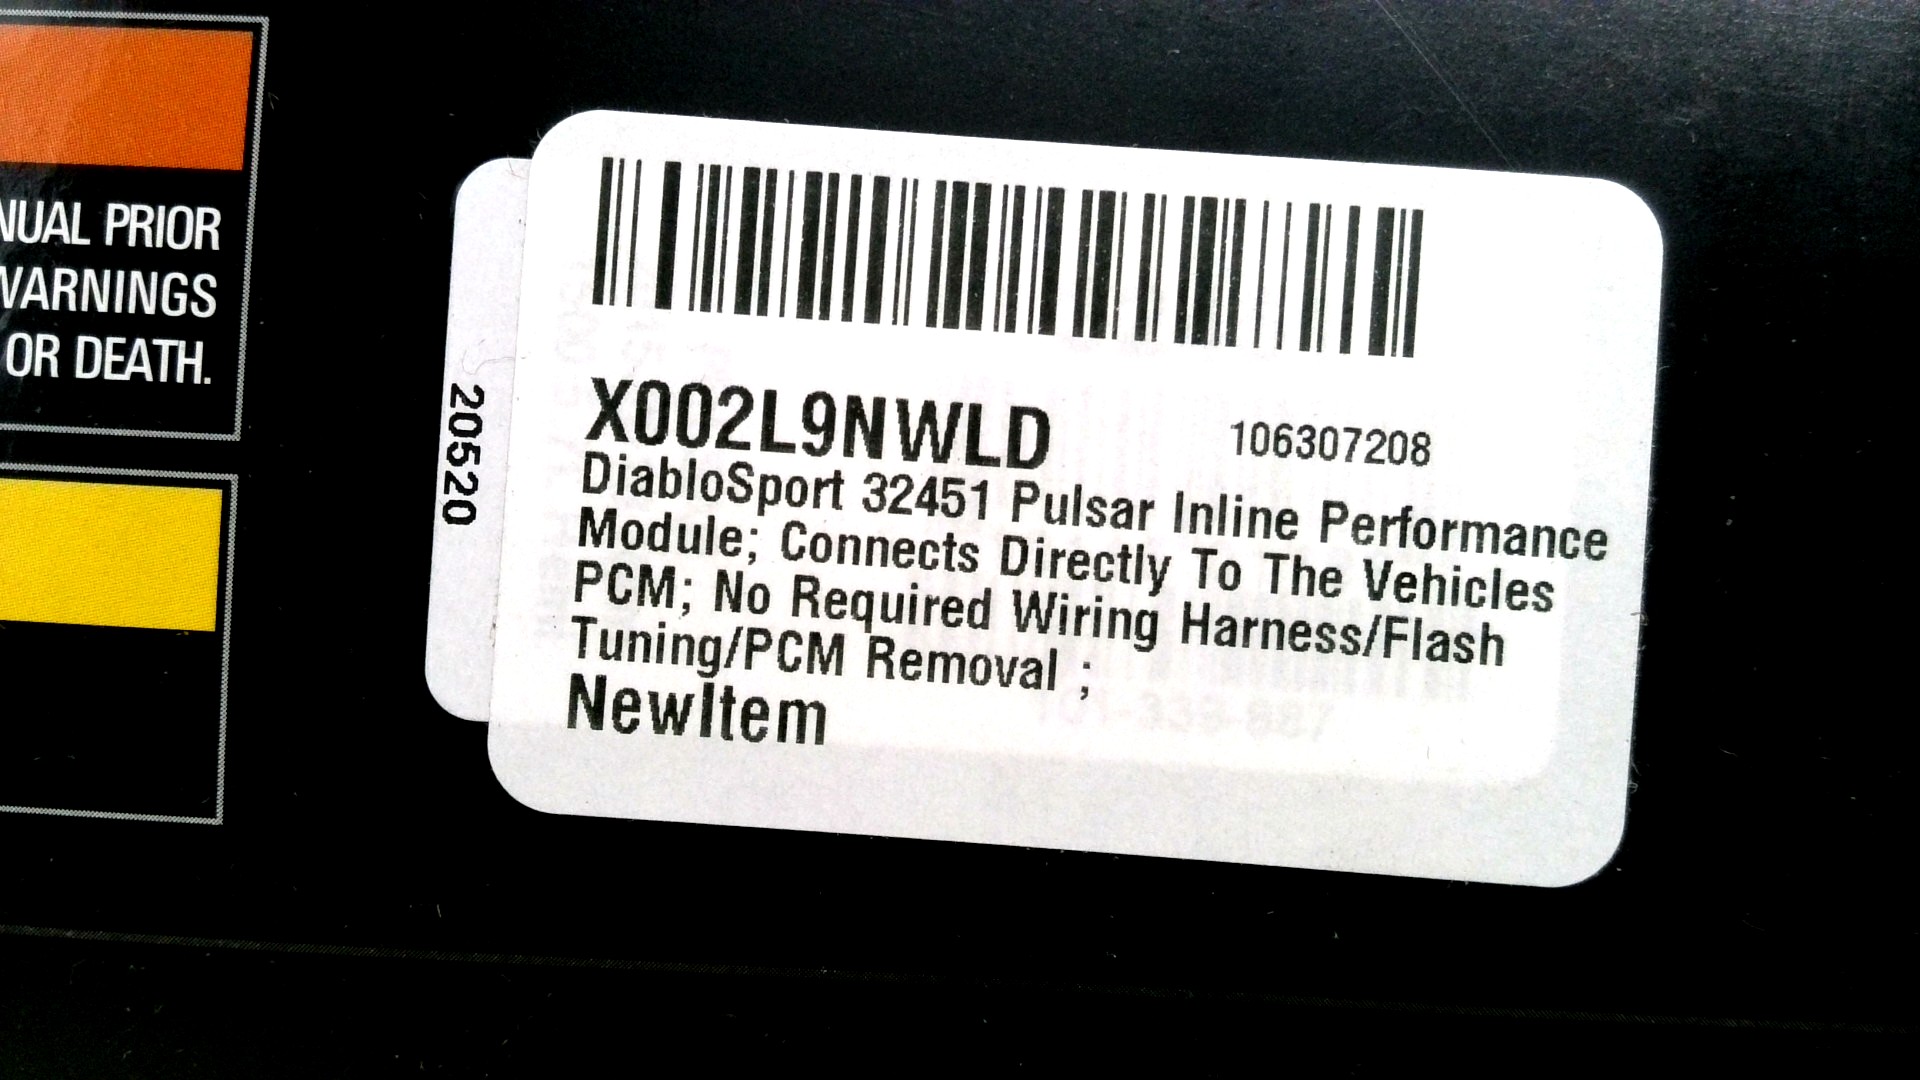 NUAL PRIOR
WARNINGS
OR DEATH.
20520
X002L9NWLD
106307208
DiabloSport 32451 Pulsar Inline Performance
Module; Connects Directly To The Vehicles
PCM; No Required Wiring Harness/Flash
Tuning/PCM Removal ;
NewItem